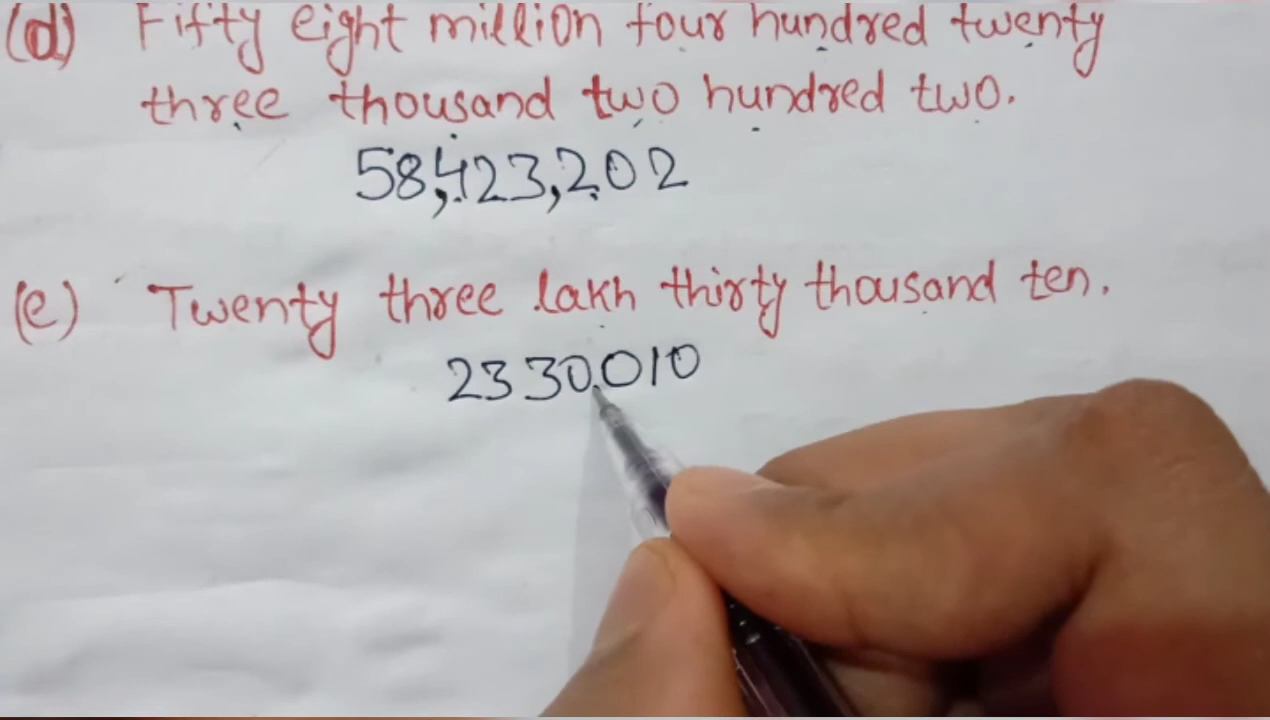 (d) Fifty eight million four hundred twenty
three thousand two hundred two.
58,423,202
(e) Twenty three lakh thirty thousand ten.
2330,010